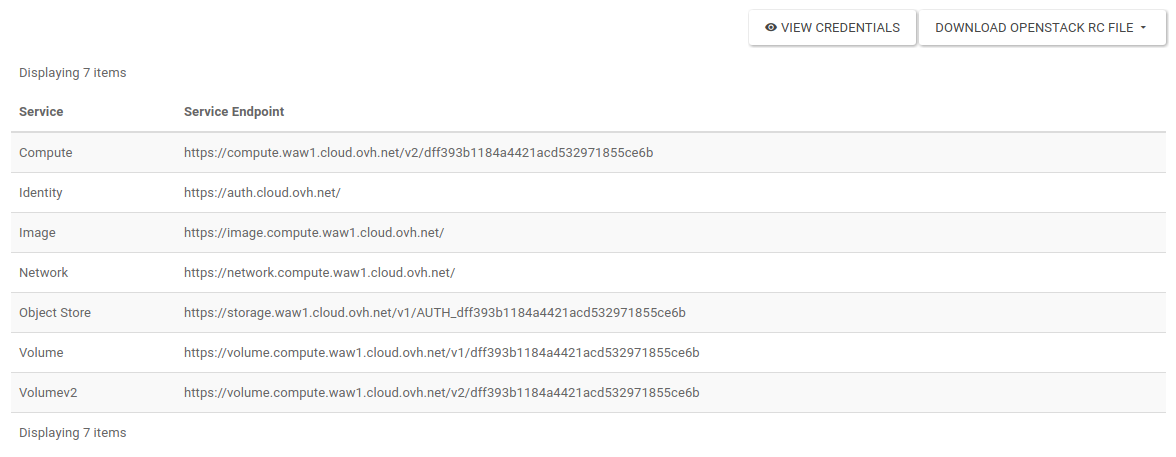 VIEW CREDENTIALS DOWNLOAD OPENSTACK RC FILE
Displaying 7 items
Service Service Endpoint
Compute https://compute.waw1.cloud.ovh.net/v2/dff393b1184a4421acd532971855ce6b
Identity https://auth.cloud.ovh.net/
Image https://image.compute.waw1.cloud.ovh.net/
Network https://network.compute.waw1.cloud.ovh.net/
Object Store https://storage.waw1.cloud.ovh.net/v1/AUTH_dff393b1184a4421acd532971855ce6b
Volume https://volume.compute.waw1.cloud.ovh.net/v1/dff393b1184a4421acd532971855ce6b
Volumev2 https://volume.compute.waw1.cloud.ovh.net/v2/dff393b1184a4421acd532971855ce6b
Displaying 7 items